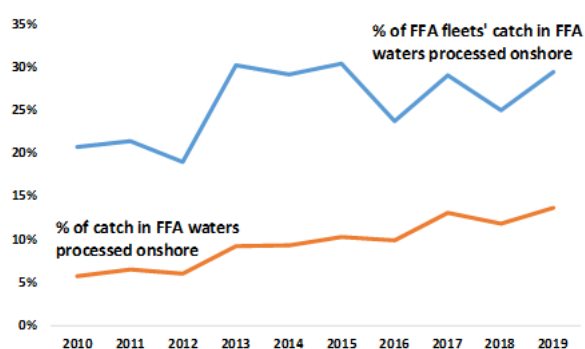 35%
% of FFA fleets' catch in FFA
waters processed onshore
30%
25%
20%
15%
% of catch in FFA waters
processed onshore
10%
5%
0%
2010 2011 2012 2013 2014 2015 2016 2017 2018 2019